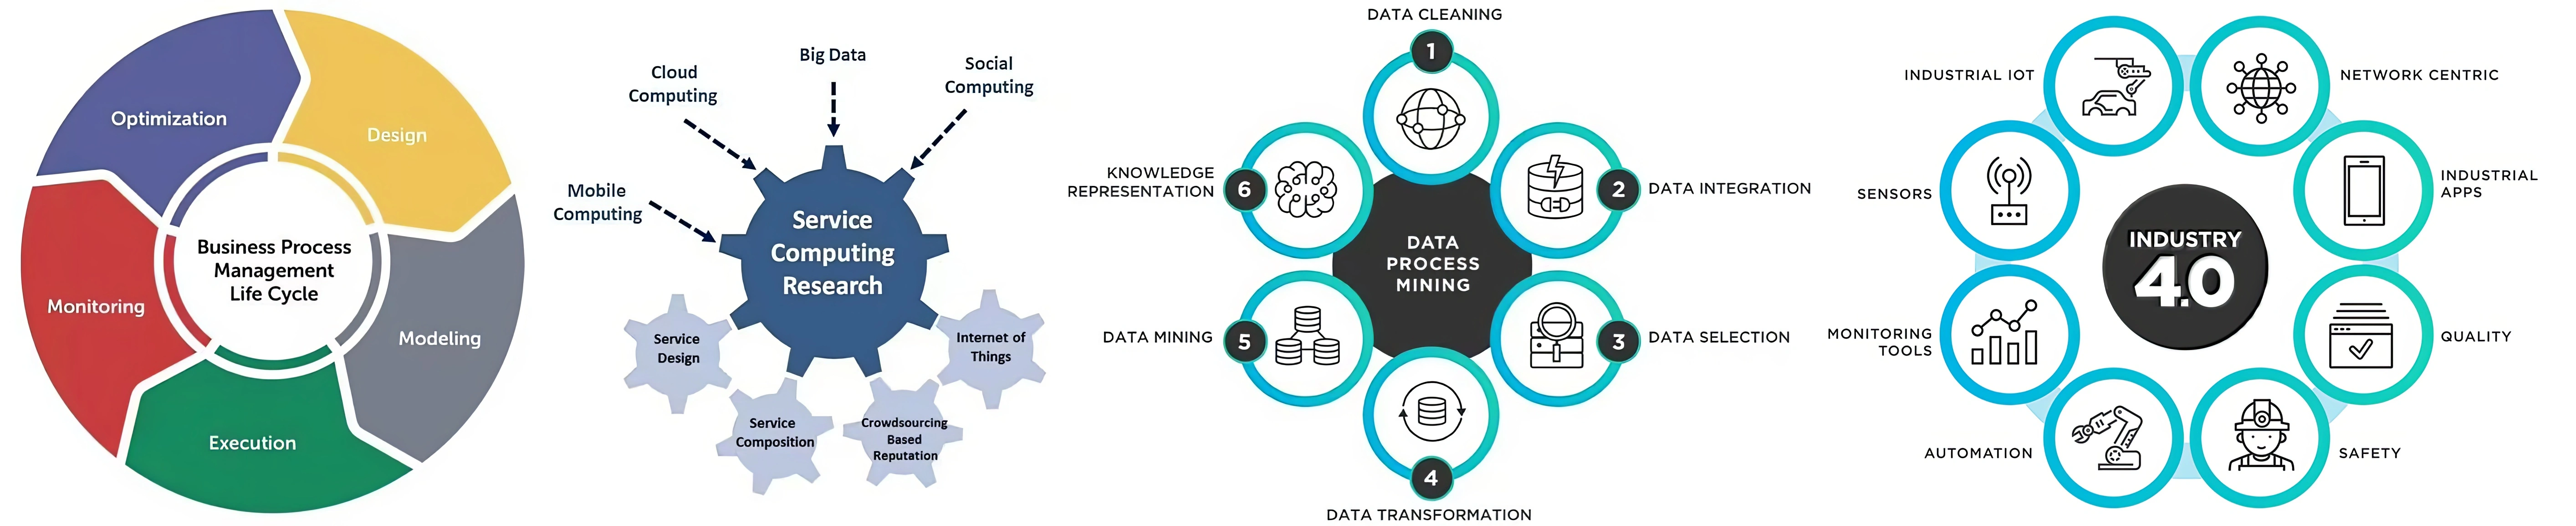 Optimization
Design
Business Process
Management
Life Cycle
Monitoring
Modeling
Execution
Cloud
Computing
Big Data
Social
Computing
Mobile
Computing
Service
Computing
Research
Service
Design
Service
Composition
Crowdsourcing
Based
Reputation
Internet of
Things
DATA CLEANING
1
KNOWLEDGE
REPRESENTATION
6
2
DATA INTEGRATION
DATA
PROCESS
MINING
DATA MINING
5
3
DATA SELECTION
4
DATA TRANSFORMATION
INDUSTRIAL IOT
NETWORK CENTRIC
SENSORS
INDUSTRIAL
APPS
INDUSTRY
4.0
MONITORING
TOOLS
QUALITY
AUTOMATION
SAFETY